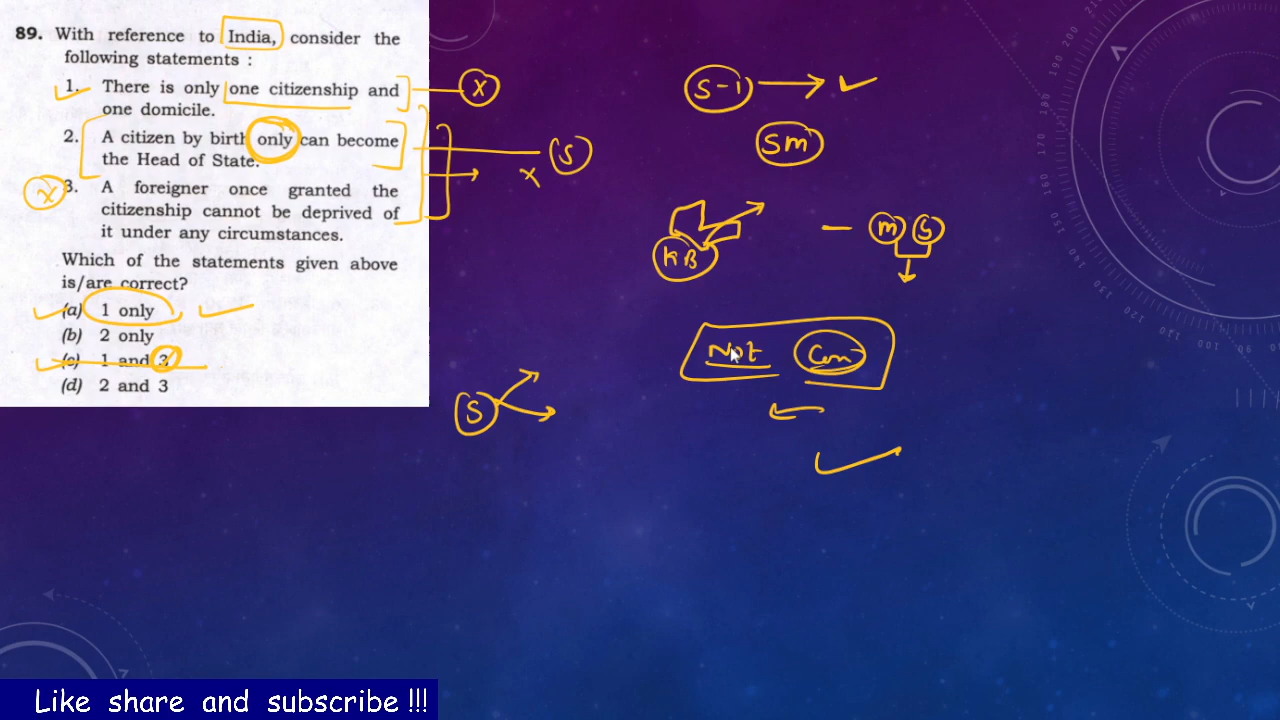 89. With reference to India, consider the
following statements :
1. There is only one citizenship and
one domicile.
2. A citizen by birth only can become
the Head of State.
3. A foreigner once granted the
citizenship cannot be deprived of
it under any circumstances.
Which of the statements given above
is/are correct?
(a) 1 only
(b) 2 only
(c) 1 and 3
(d) 2 and 3
X
S
x
X
S-1
Sm
KB
m S
Not Con
S
Like share and subscribe !!!